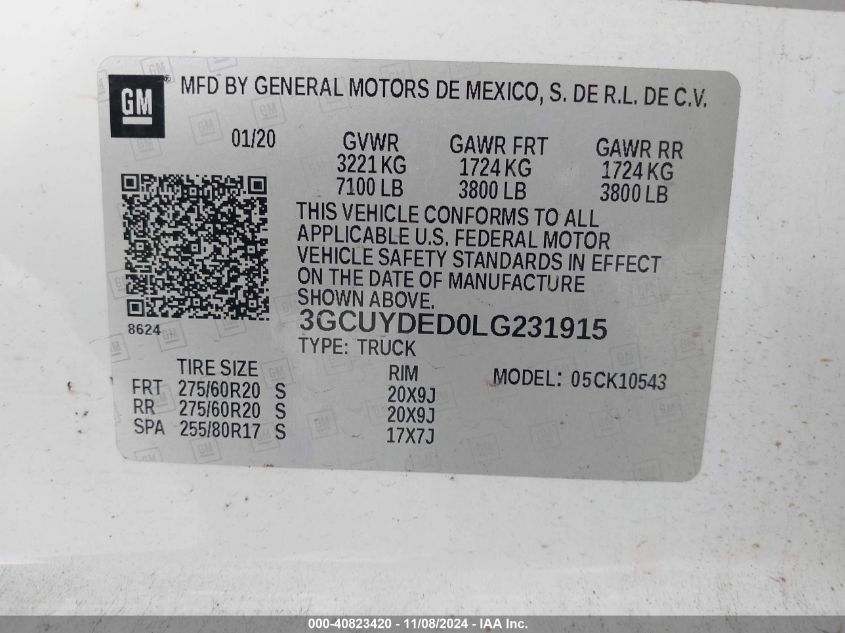 GM ®
MFD BY GENERAL MOTORS DE MEXICO, S. DE R.L. DE C.V.
01/20 GVWR GAWR FRT GAWR RR
3221 KG 1724 KG 1724 KG
7100 LB 3800 LB 3800 LB
THIS VEHICLE CONFORMS TO ALL
APPLICABLE U.S. FEDERAL MOTOR
VEHICLE SAFETY STANDARDS IN EFFECT
ON THE DATE OF MANUFACTURE
SHOWN ABOVE.
8624
3GCUYDED0LG231915
TYPE: TRUCK
TIRE SIZE RIM MODEL: 05CK10543
FRT 275/60R20 S 20X9J
RR 275/60R20 S 20X9J
SPA 255/80R17 S 17X7J
000-40823420 - 11/08/2024 - IAA Inc.